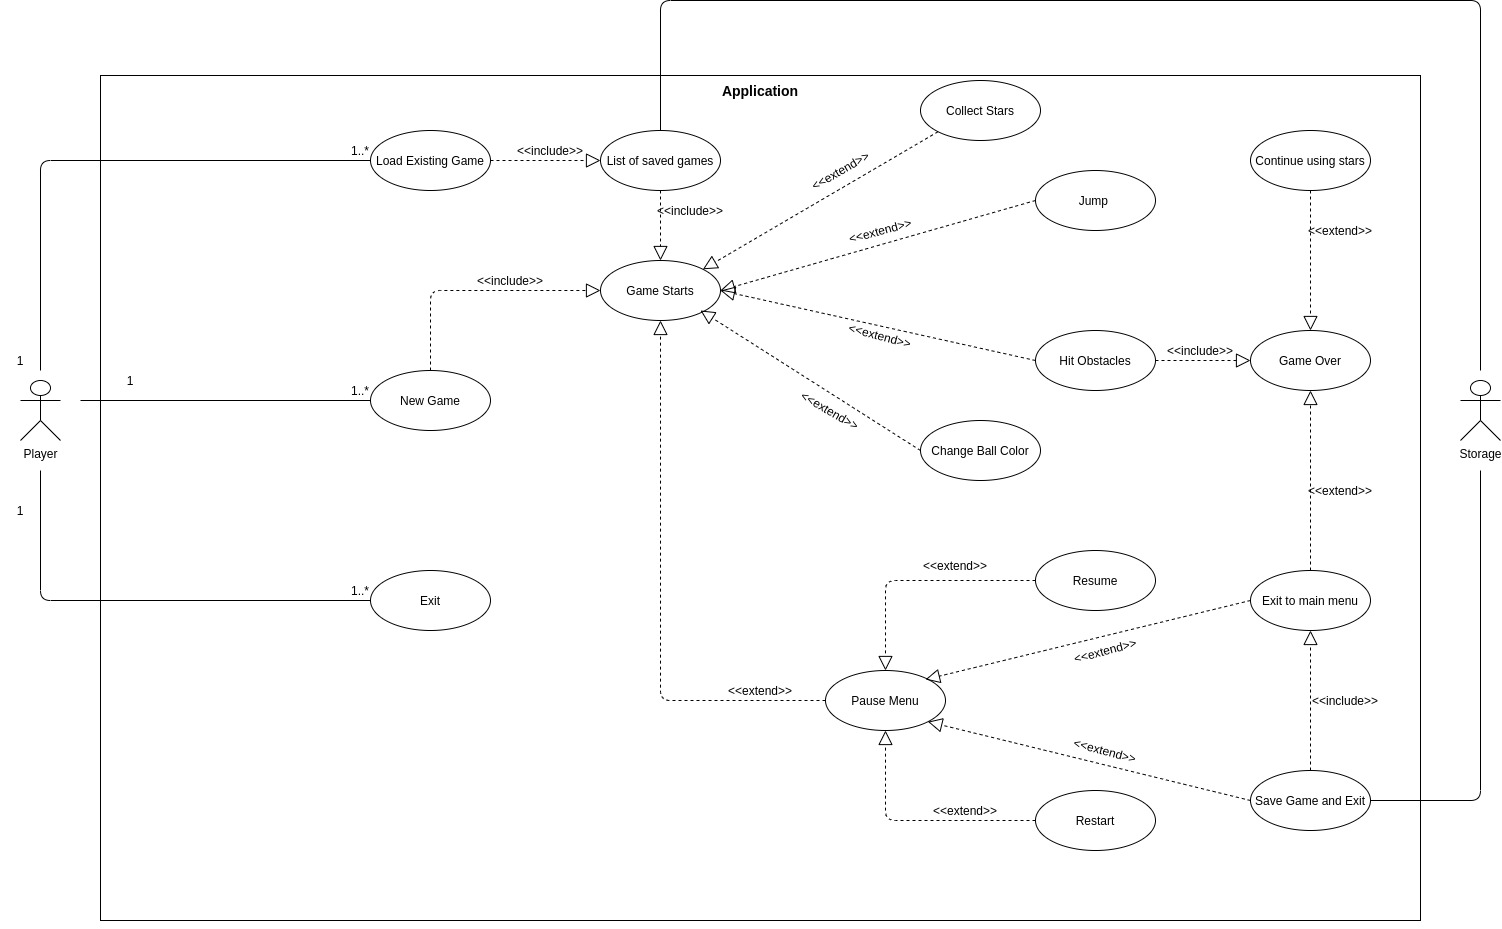 Application
Collect Stars
1..*
<<include>>
Load Existing Game
List of saved games
Continue using stars
<<extend>>
<<include>>
Jump
<<extend>>
<<extend>>
<<include>>
Game Starts
<<extend>>
Hit Obstacles
<<include>>
Game Over
1
1
1..*
New Game
<<extend>>
Change Ball Color
Player
Storage
<<extend>>
1
<<extend>>
1..*
Exit
Resume
Exit to main menu
<<extend>>
<<extend>>
Pause Menu
<<include>>
<<extend>>
Save Game and Exit
<<extend>>
Restart